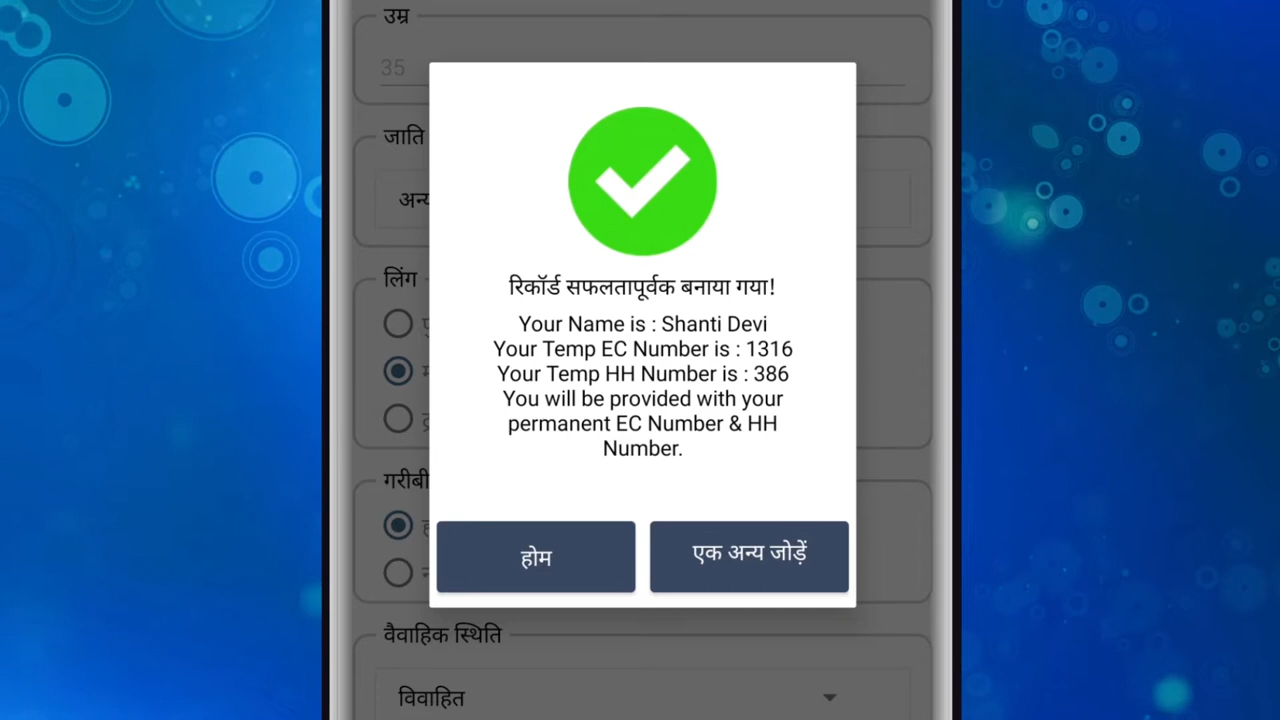 उम्र
35
जाति
अन्य
लिंग
रिकॉर्ड सफलतापूर्वक बनाया गया!
Your Name is : Shanti Devi
Your Temp EC Number is : 1316
Your Temp HH Number is : 386
You will be provided with your
permanent EC Number & HH
Number.
गरीबी
होम
एक अन्य जोड़ें
वैवाहिक स्थिति
विवाहित